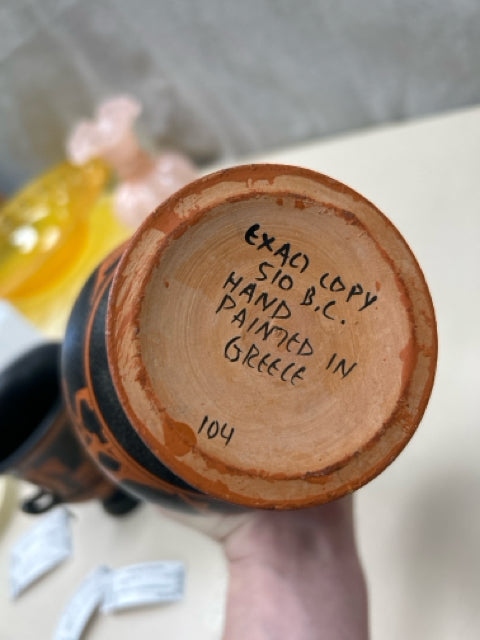 EXACT COPY
510 B.C.
HAND
PAINTED IN
GREECE
104